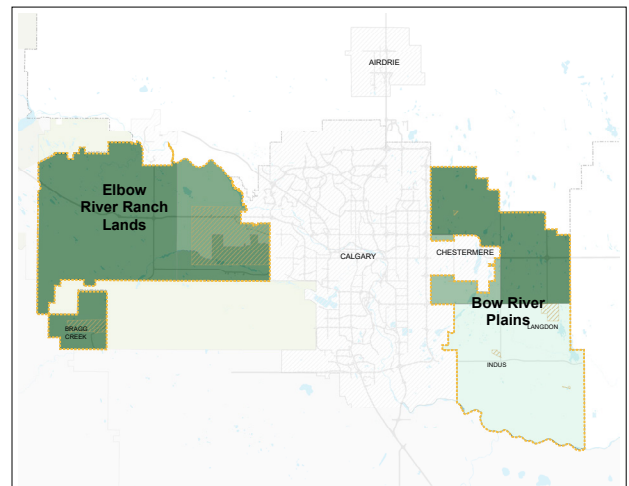 AIRDRIE
Elbow
River Ranch
Lands
CALGARY
CHESTERMERE
Bow River
Plains
LANGDON
BRAGG
CREEK
INDUS